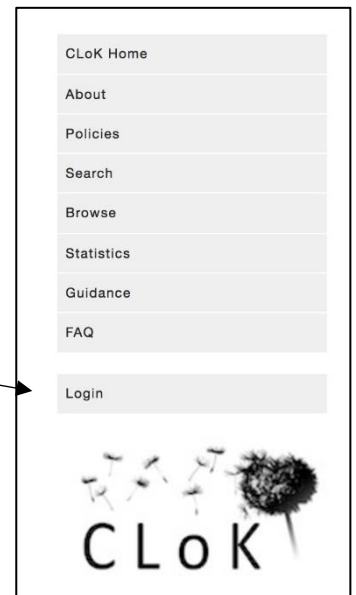 CLoK Home
About
Policies
Search
Browse
Statistics
Guidance
FAQ
Login
CLoK